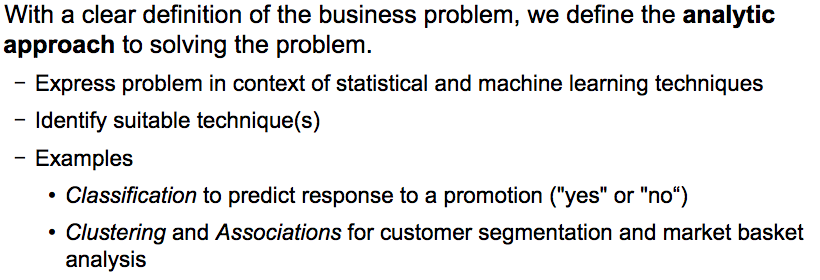 With a clear definition of the business problem, we define the analytic
approach to solving the problem.
− Express problem in context of statistical and machine learning techniques
− Identify suitable technique(s)
− Examples
• Classification to predict response to a promotion ("yes" or "no“)
• Clustering and Associations for customer segmentation and market basket
analysis